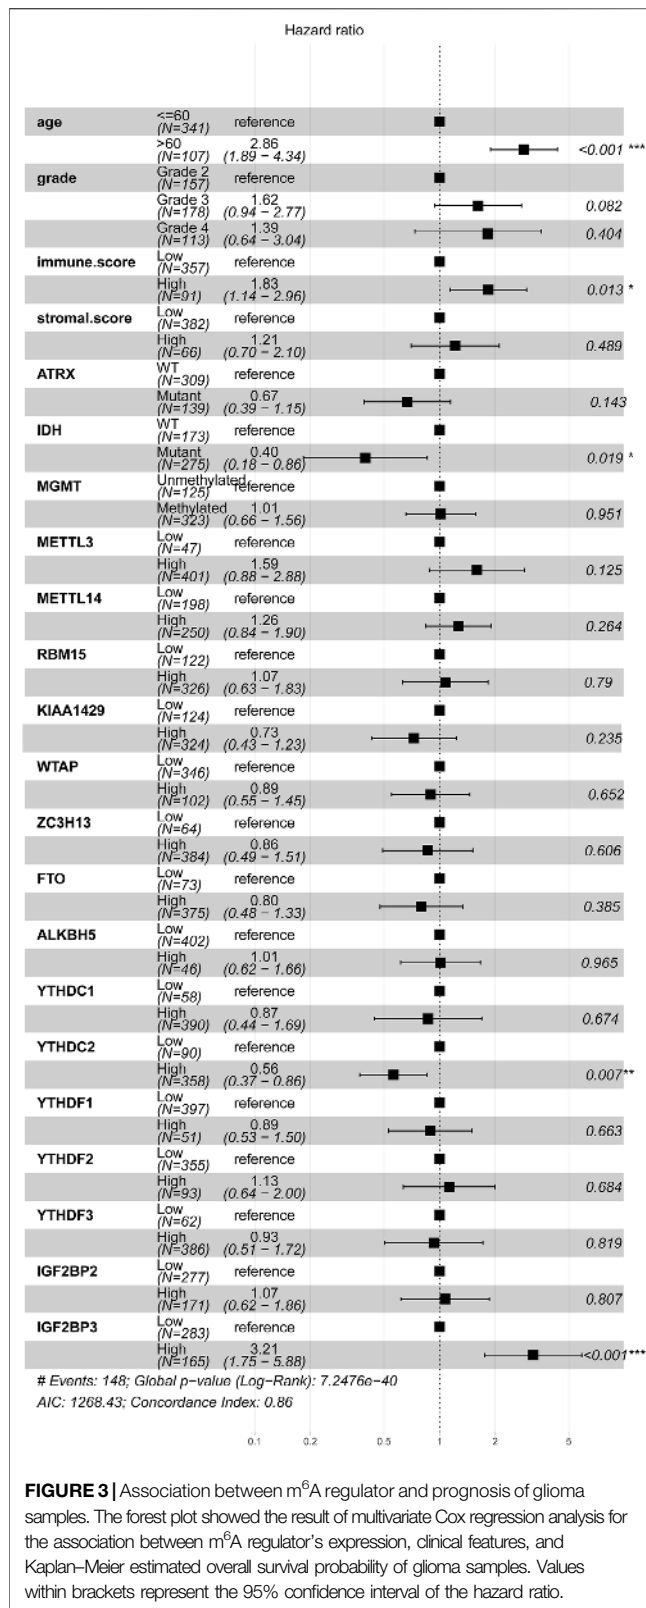 Hazard ratio
age <=60 (N=341) reference
>60 (N=107) 2.86 (1.89 − 4.34) <0.001 ***
grade Grade 2 (N=157) reference
Grade 3 (N=178) 1.62 (0.94 − 2.77) 0.082
Grade 4 (N=113) 1.39 (0.64 − 3.04) 0.404
immune.score Low (N=357) reference
High (N=91) 1.83 (1.14 − 2.96) 0.013 *
stromal.score Low (N=382) reference
High (N=66) 1.21 (0.70 − 2.10) 0.489
ATRX WT (N=309) reference
Mutant (N=139) 0.67 (0.39 − 1.15) 0.143
IDH WT (N=173) reference
Mutant (N=275) 0.40 (0.18 − 0.86) 0.019 *
MGMT Unmethylated (N=125) reference
Methylated (N=323) 1.01 (0.66 − 1.56) 0.951
METTL3 Low (N=47) reference
High (N=401) 1.59 (0.88 − 2.88) 0.125
METTL14 Low (N=198) reference
High (N=250) 1.26 (0.84 − 1.90) 0.264
RBM15 Low (N=122) reference
High (N=326) 1.07 (0.63 − 1.83) 0.79
KIAA1429 Low (N=124) reference
High (N=324) 0.73 (0.43 − 1.23) 0.235
WTAP Low (N=346) reference
High (N=102) 0.89 (0.55 − 1.45) 0.652
ZC3H13 Low (N=64) reference
High (N=384) 0.86 (0.49 − 1.51) 0.606
FTO Low (N=73) reference
High (N=375) 0.80 (0.48 − 1.33) 0.385
ALKBH5 Low (N=402) reference
High (N=46) 1.01 (0.62 − 1.66) 0.965
YTHDC1 Low (N=58) reference
High (N=390) 0.87 (0.44 − 1.69) 0.674
YTHDC2 Low (N=90) reference
High (N=358) 0.56 (0.37 − 0.86) 0.007**
YTHDF1 Low (N=397) reference
High (N=51) 0.89 (0.53 − 1.50) 0.663
YTHDF2 Low (N=355) reference
High (N=93) 1.13 (0.64 − 2.00) 0.684
YTHDF3 Low (N=62) reference
High (N=386) 0.93 (0.51 − 1.72) 0.819
IGF2BP2 Low (N=277) reference
High (N=171) 1.07 (0.62 − 1.86) 0.807
IGF2BP3 Low (N=283) reference
High (N=165) 3.21 (1.75 − 5.88) <0.001***
# Events: 148; Global p−value (Log−Rank): 7.2476e−40
AIC: 1268.43; Concordance Index: 0.86
0.1 0.2 0.5 1 2 5
FIGURE 3 | Association between m⁶A regulator and prognosis of glioma
samples. The forest plot showed the result of multivariate Cox regression analysis for
the association between m⁶A regulator's expression, clinical features, and
Kaplan–Meier estimated overall survival probability of glioma samples. Values
within brackets represent the 95% confidence interval of the hazard ratio.